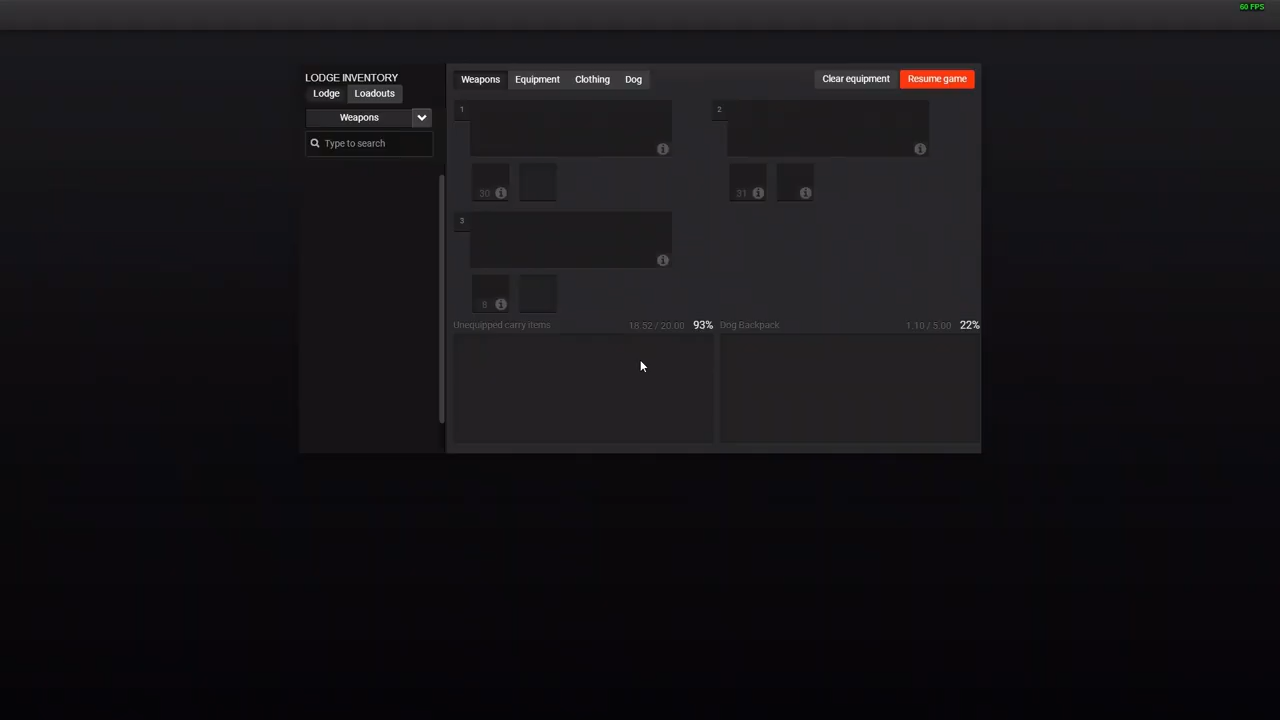 60 FPS
LODGE INVENTORY
Lodge Loadouts
Weapons
Type to search
Weapons Equipment Clothing Dog
Clear equipment Resume game
1
2
30
31
3
Unequipped carry items 18.52 / 20.00 93%
Dog Backpack 1.10 / 5.00 22%